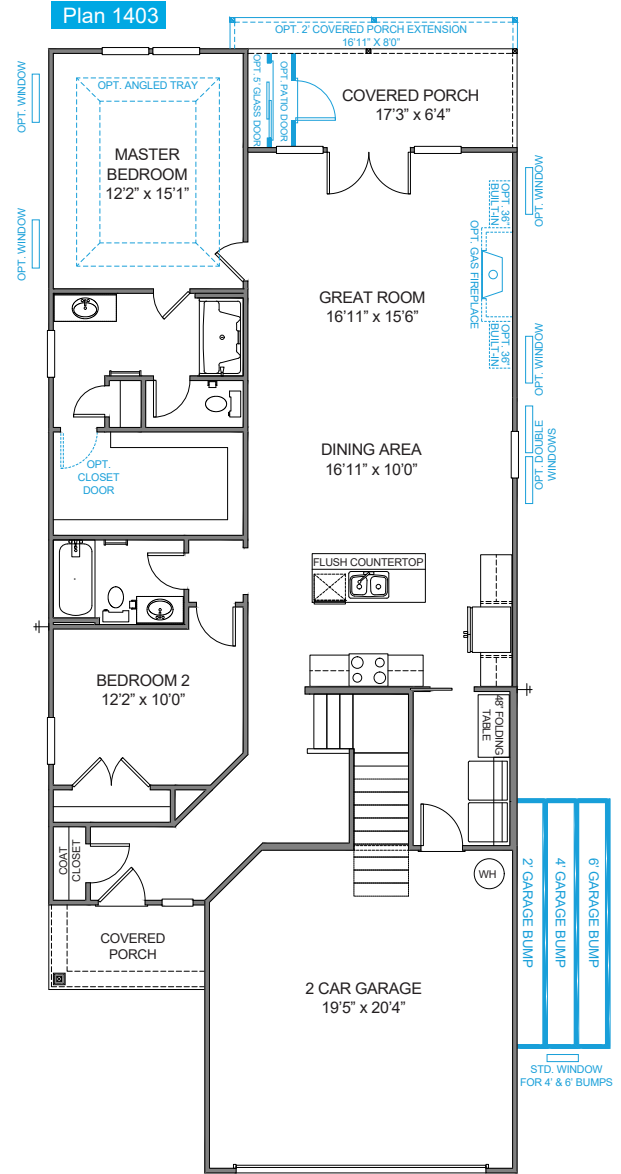 Plan 1403
OPT. 2' COVERED PORCH EXTENSION
16'11" X 8'0"
OPT. WINDOW
OPT. ANGLED TRAY
OPT. 5' GLASS DOOR
OPT. PATIO DOOR
COVERED PORCH
17'3" x 6'4"
MASTER
BEDROOM
12'2" x 15'1"
OPT. WINDOW
OPT. 36"
BUILT-IN
OPT. WINDOW
OPT. GAS FIREPLACE
GREAT ROOM
16'11" x 15'6"
OPT. 36"
BUILT-IN
OPT. WINDOW
OPT. DOUBLE
WINDOWS
DINING AREA
16'11" x 10'0"
OPT.
CLOSET
DOOR
FLUSH COUNTERTOP
BEDROOM 2
12'2" x 10'0"
48' FOLDING
TABLE
COAT
CLOSET
WH
2' GARAGE BUMP
4' GARAGE BUMP
6' GARAGE BUMP
COVERED
PORCH
2 CAR GARAGE
19'5" x 20'4"
STD. WINDOW
FOR 4' & 6' BUMPS